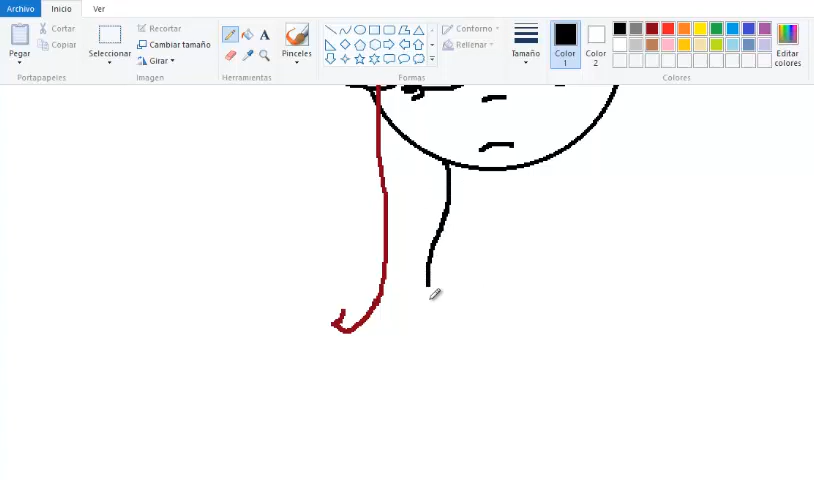 Archivo Inicio Ver
Pegar
Cortar
Copiar
Portapapeles
Seleccionar
Recortar
Cambiar tamaño
Girar
Imagen
A
Herramientas
Pinceles
Contorno
Rellenar
Formas
Tamaño
Color
1
Color
2
Editar
colores
Colores